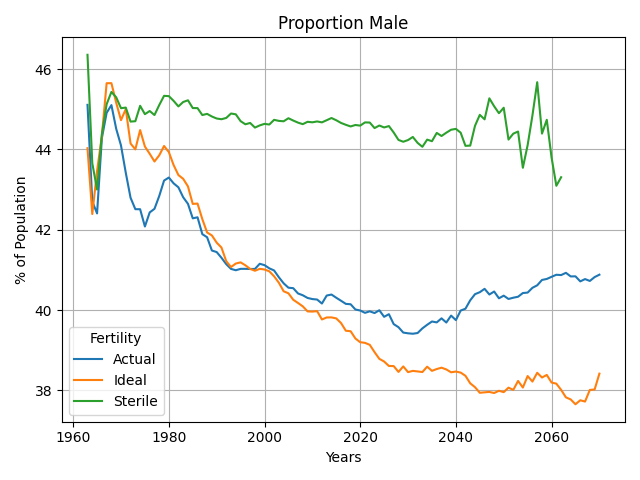 Proportion Male
% of Population
46
44
42
40
38
Fertility
Actual
Ideal
Sterile
1960
1980
2000
2020
2040
2060
Years